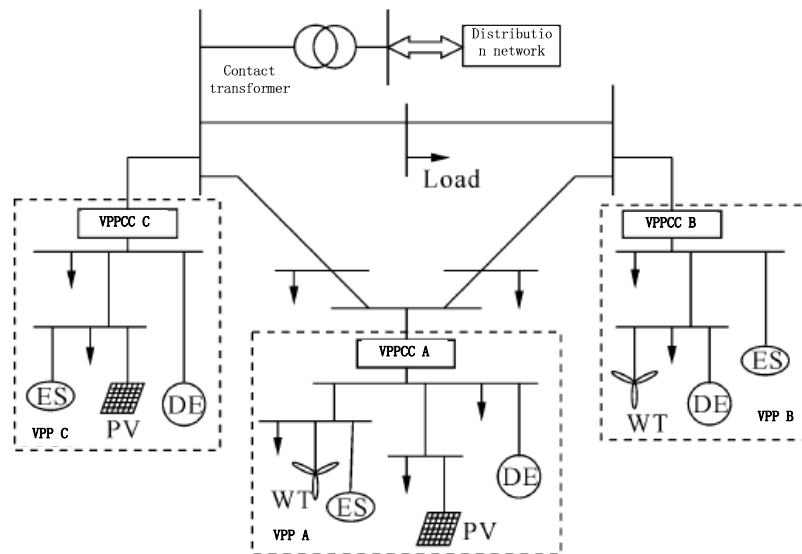 Distributio
n network
Contact
transformer
Load
VPPCC C
VPPCC B
VPPCC A
ES
PV
DE
VPP C
WT
DE
ES
VPP B
WT
ES
DE
PV
VPP A